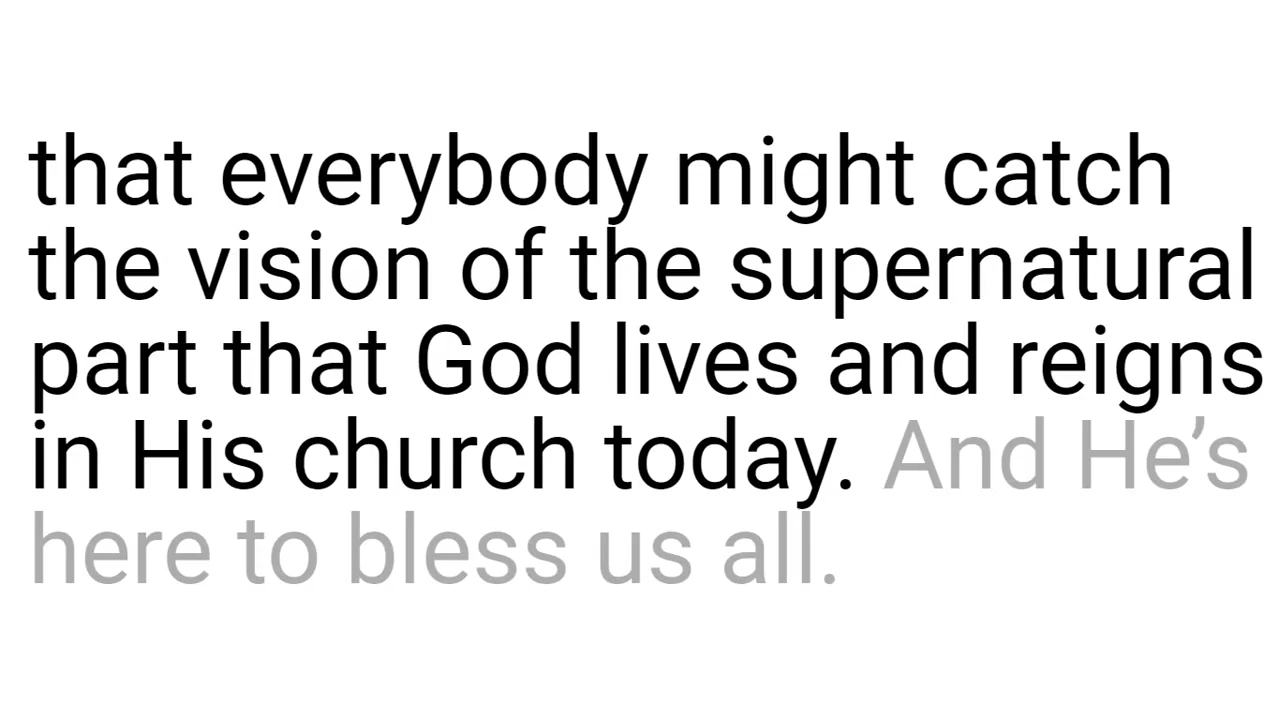 that everybody might catch
the vision of the supernatural
part that God lives and reigns
in His church today. And He’s
here to bless us all.